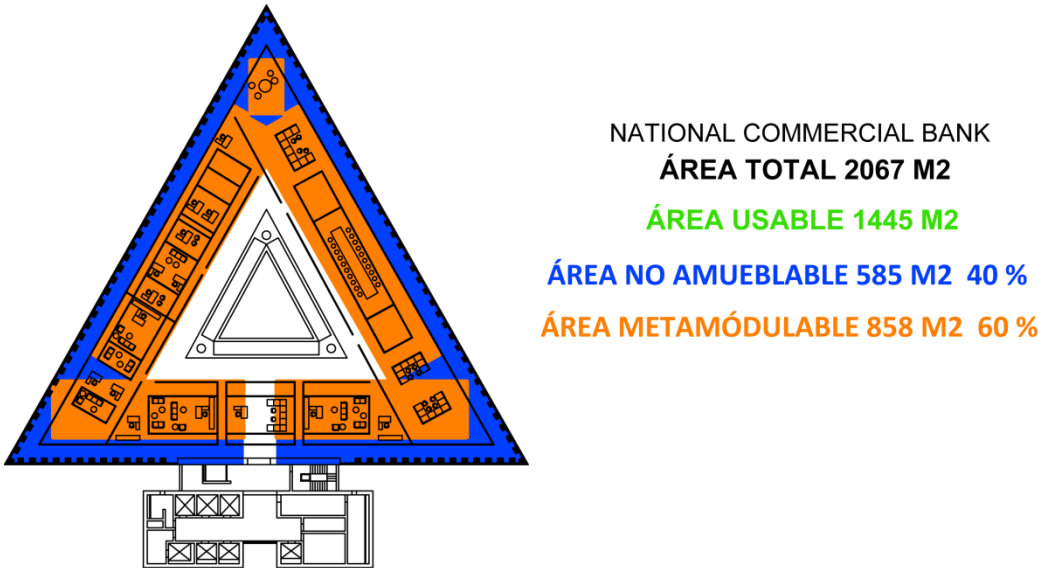 NATIONAL COMMERCIAL BANK
ÁREA TOTAL 2067 M2
ÁREA USABLE 1445 M2
ÁREA NO AMUEBLABLE 585 M2 40 %
ÁREA METAMÓDULABLE 858 M2 60 %